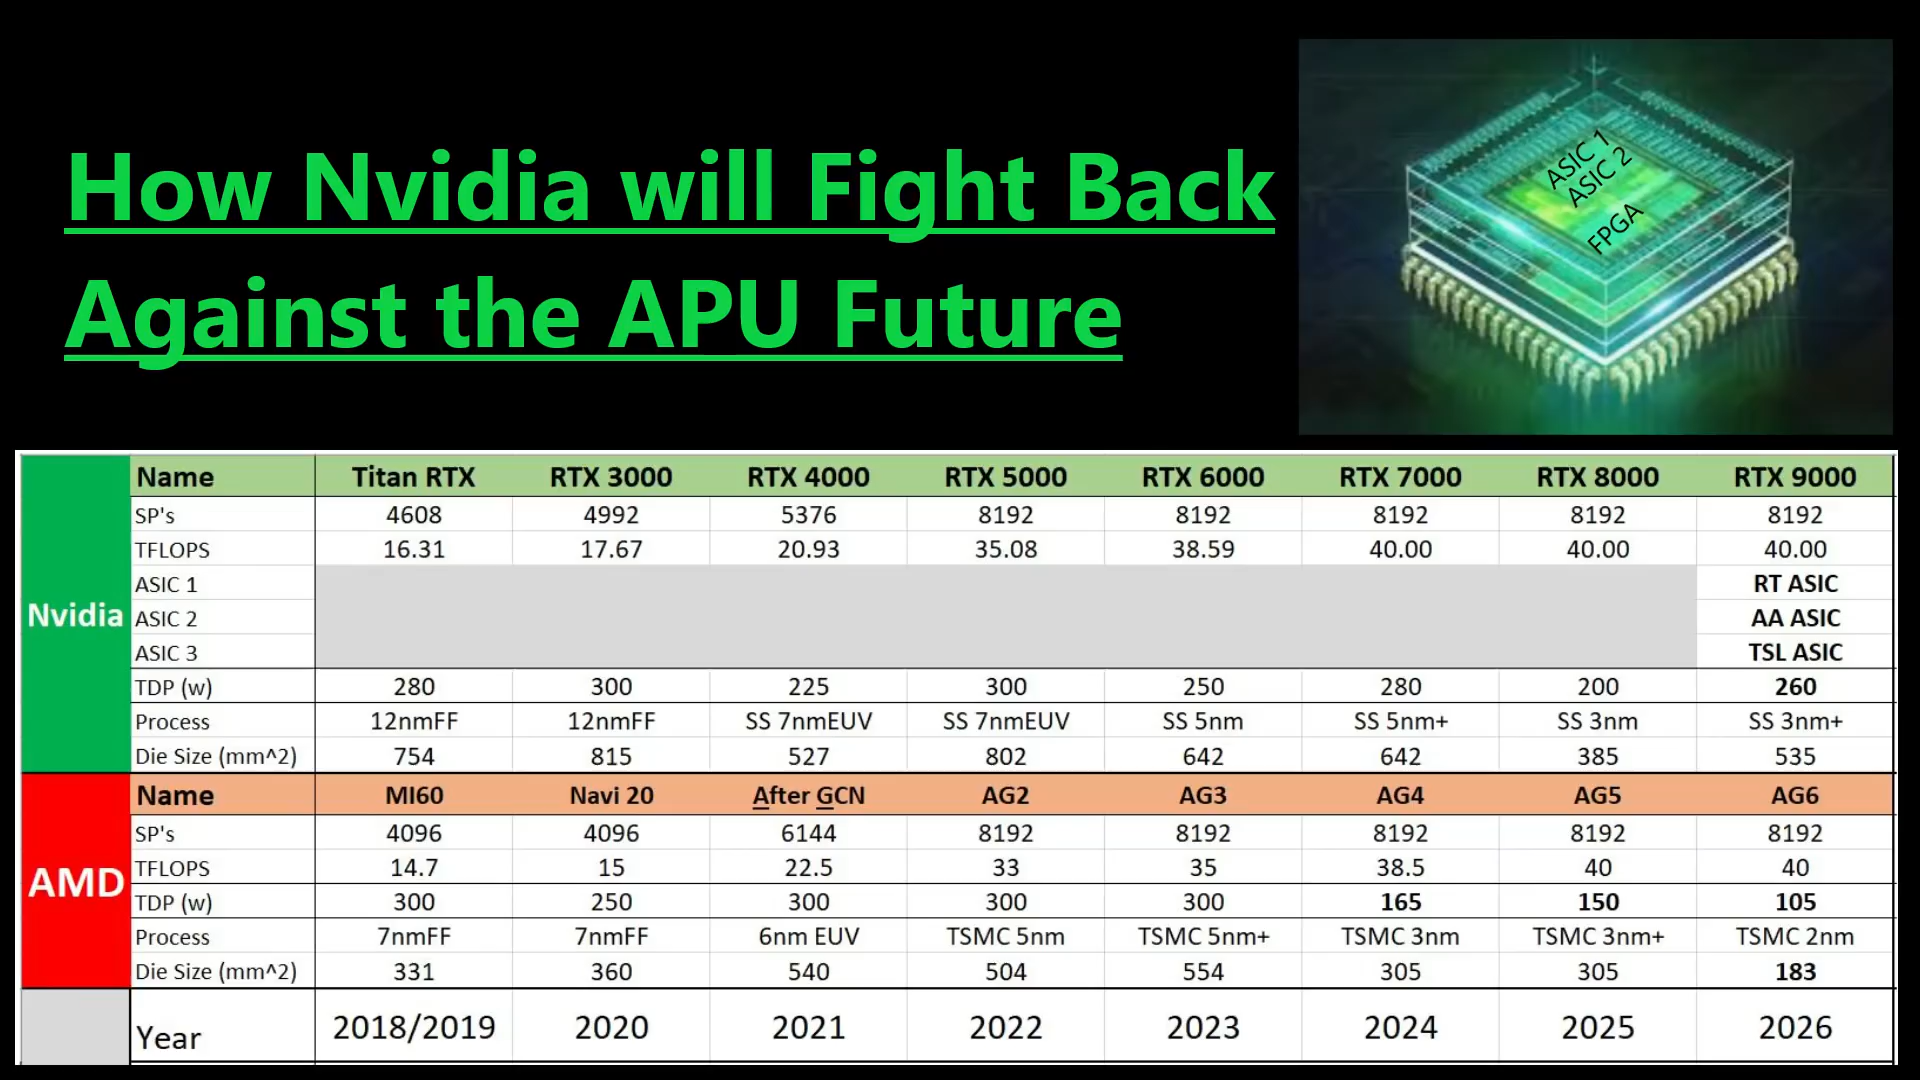 How Nvidia will Fight Back
Against the APU Future
ASIC 1
ASIC 2
FPGA
Nvidia
Name Titan RTX RTX 3000 RTX 4000 RTX 5000 RTX 6000 RTX 7000 RTX 8000 RTX 9000
SP's 4608 4992 5376 8192 8192 8192 8192 8192
TFLOPS 16.31 17.67 20.93 35.08 38.59 40.00 40.00 40.00
ASIC 1 RT ASIC
ASIC 2 AA ASIC
ASIC 3 TSL ASIC
TDP (w) 280 300 225 300 250 280 200 260
Process 12nmFF 12nmFF SS 7nmEUV SS 7nmEUV SS 5nm SS 5nm+ SS 3nm SS 3nm+
Die Size (mm^2) 754 815 527 802 642 642 385 535
AMD
Name MI60 Navi 20 After GCN AG2 AG3 AG4 AG5 AG6
SP's 4096 4096 6144 8192 8192 8192 8192 8192
TFLOPS 14.7 15 22.5 33 35 38.5 40 40
TDP (w) 300 250 300 300 300 165 150 105
Process 7nmFF 7nmFF 6nm EUV TSMC 5nm TSMC 5nm+ TSMC 3nm TSMC 3nm+ TSMC 2nm
Die Size (mm^2) 331 360 540 504 554 305 305 183
Year 2018/2019 2020 2021 2022 2023 2024 2025 2026